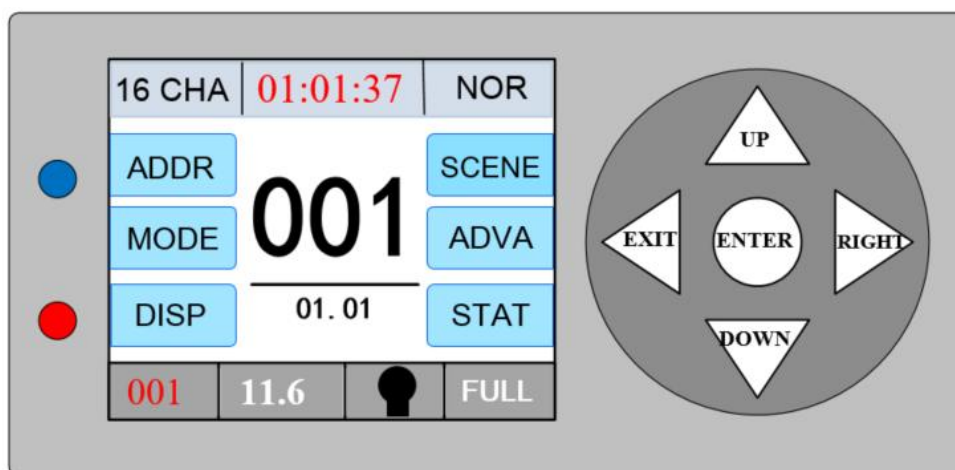 16 CHA 01:01:37 NOR
ADDR SCENE
001
MODE ADVA
DISP 01.01 STAT
001 11.6 FULL
UP
EXIT ENTER RIGHT
DOWN